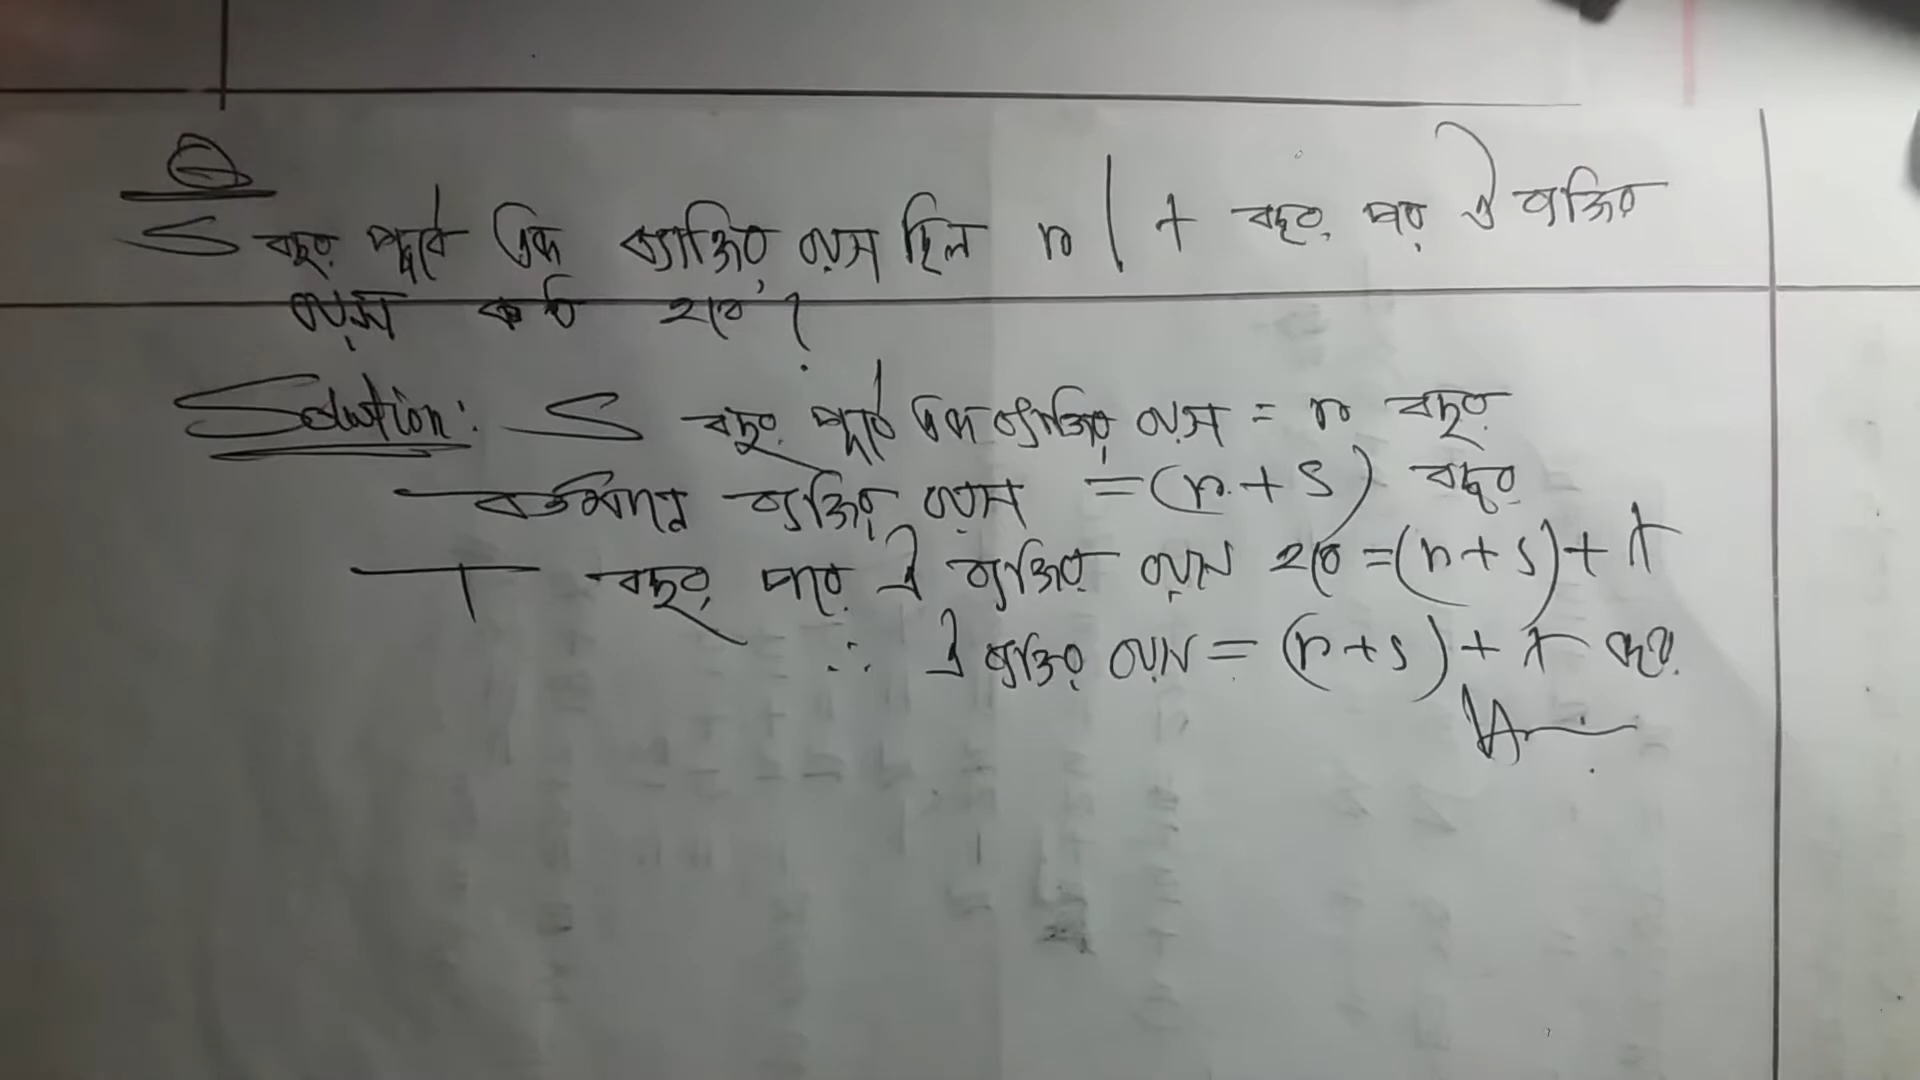 Q
S বছর পূর্বে এক ব্যক্তির বয়স ছিল n | t বছর পর ঐ ব্যক্তির
বয়স কত হবে ?
Solution: S বছর পূর্বে এক ব্যক্তির বয়স = n বছর
বর্তমানে ব্যক্তির বয়স = (n + s) বছর
T বছর পরে ঐ ব্যক্তির বয়স হবে = (n + s) + t
∴ ঐ ব্যক্তির বয়স = (n + s) + t বছর